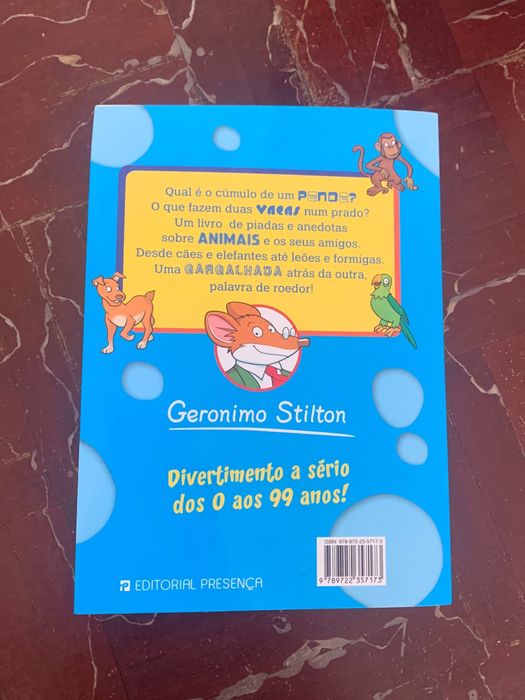 Qual é o cúmulo de um PANDA?
O que fazem duas VACAS num prado?
Um livro de piadas e anedotas
sobre ANIMAIS e os seus amigos.
Desde cães e elefantes até leões e formigas.
Uma GARGALHADA atrás da outra,
palavra de roedor!
Geronimo Stilton
Divertimento a sério
dos 0 aos 99 anos!
ISBN: 978-972-23-5717-3
9 789722 357173
EDITORIAL PRESENÇA